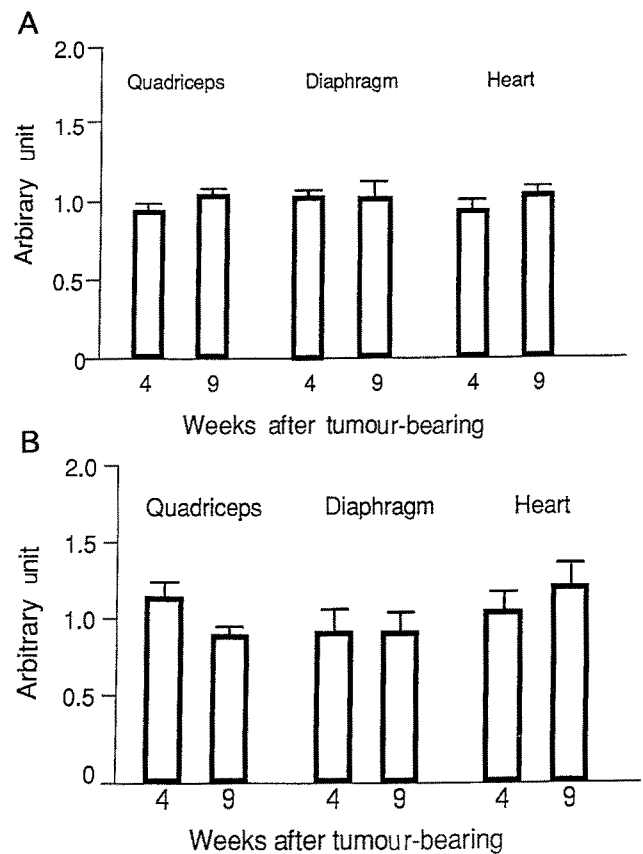 A
2.0
Quadriceps Diaphragm Heart
1.5
Arbirary unit
1.0
0.5
0
4 9 4 9 4 9
Weeks after tumour-bearing
B
2.0
Quadriceps Diaphragm Heart
1.5
Arbitrary unit
1.0
0.5
0
4 9 4 9 4 9
Weeks after tumour-bearing